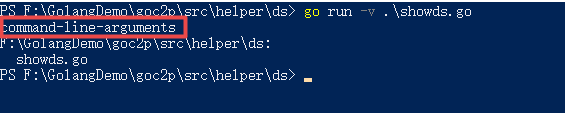 PS F:\GolangDemo\goc2p\src\helper\ds> go run -v .\showds.go
command-line-arguments
F:\GolangDemo\goc2p\src\helper\ds:
  showds.go
PS F:\GolangDemo\goc2p\src\helper\ds> _